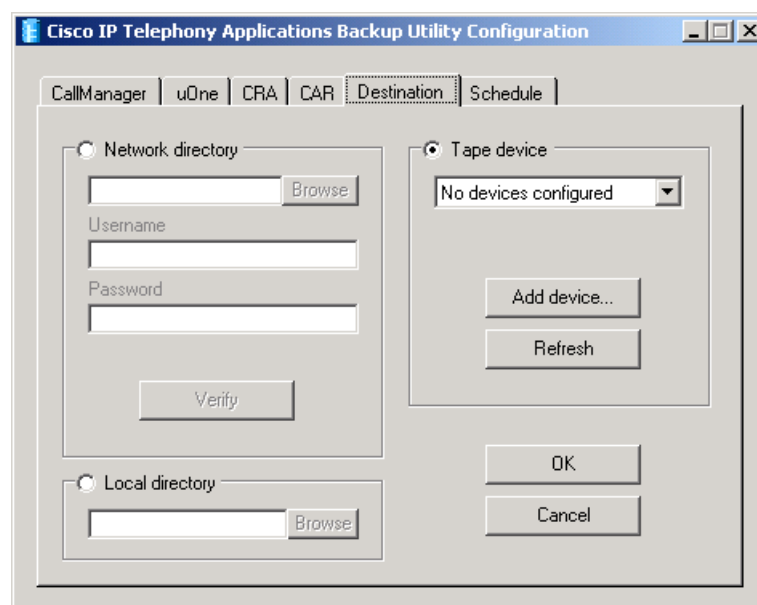 Cisco IP Telephony Applications Backup Utility Configuration
CallManager uOne CRA CAR Destination Schedule
Network directory
Browse
Username
Password
Verify
Local directory
Browse
Tape device
No devices configured
Add device...
Refresh
OK
Cancel